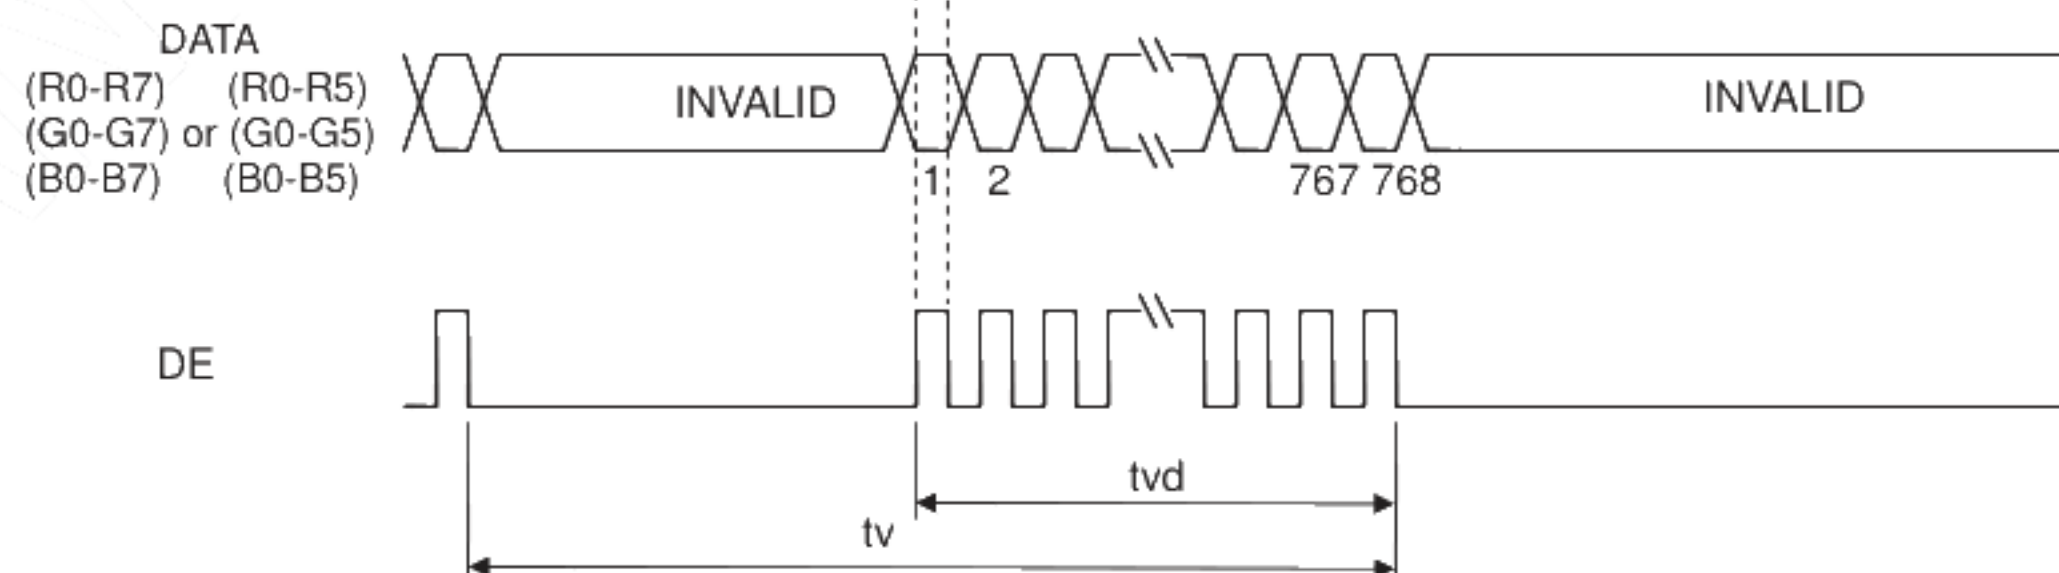 DATA
(R0-R7) (R0-R5)
(G0-G7) or (G0-G5)
(B0-B7) (B0-B5)
INVALID
INVALID
1 2 767 768
DE
tvd
tv